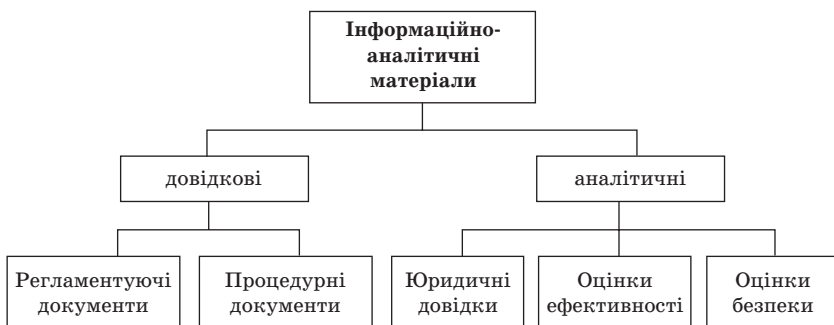 Інформаційно-
аналітичні
матеріали
довідкові
аналітичні
Регламентуючі
документи
Процедурні
документи
Юридичні
довідки
Оцінки
ефективності
Оцінки
безпеки